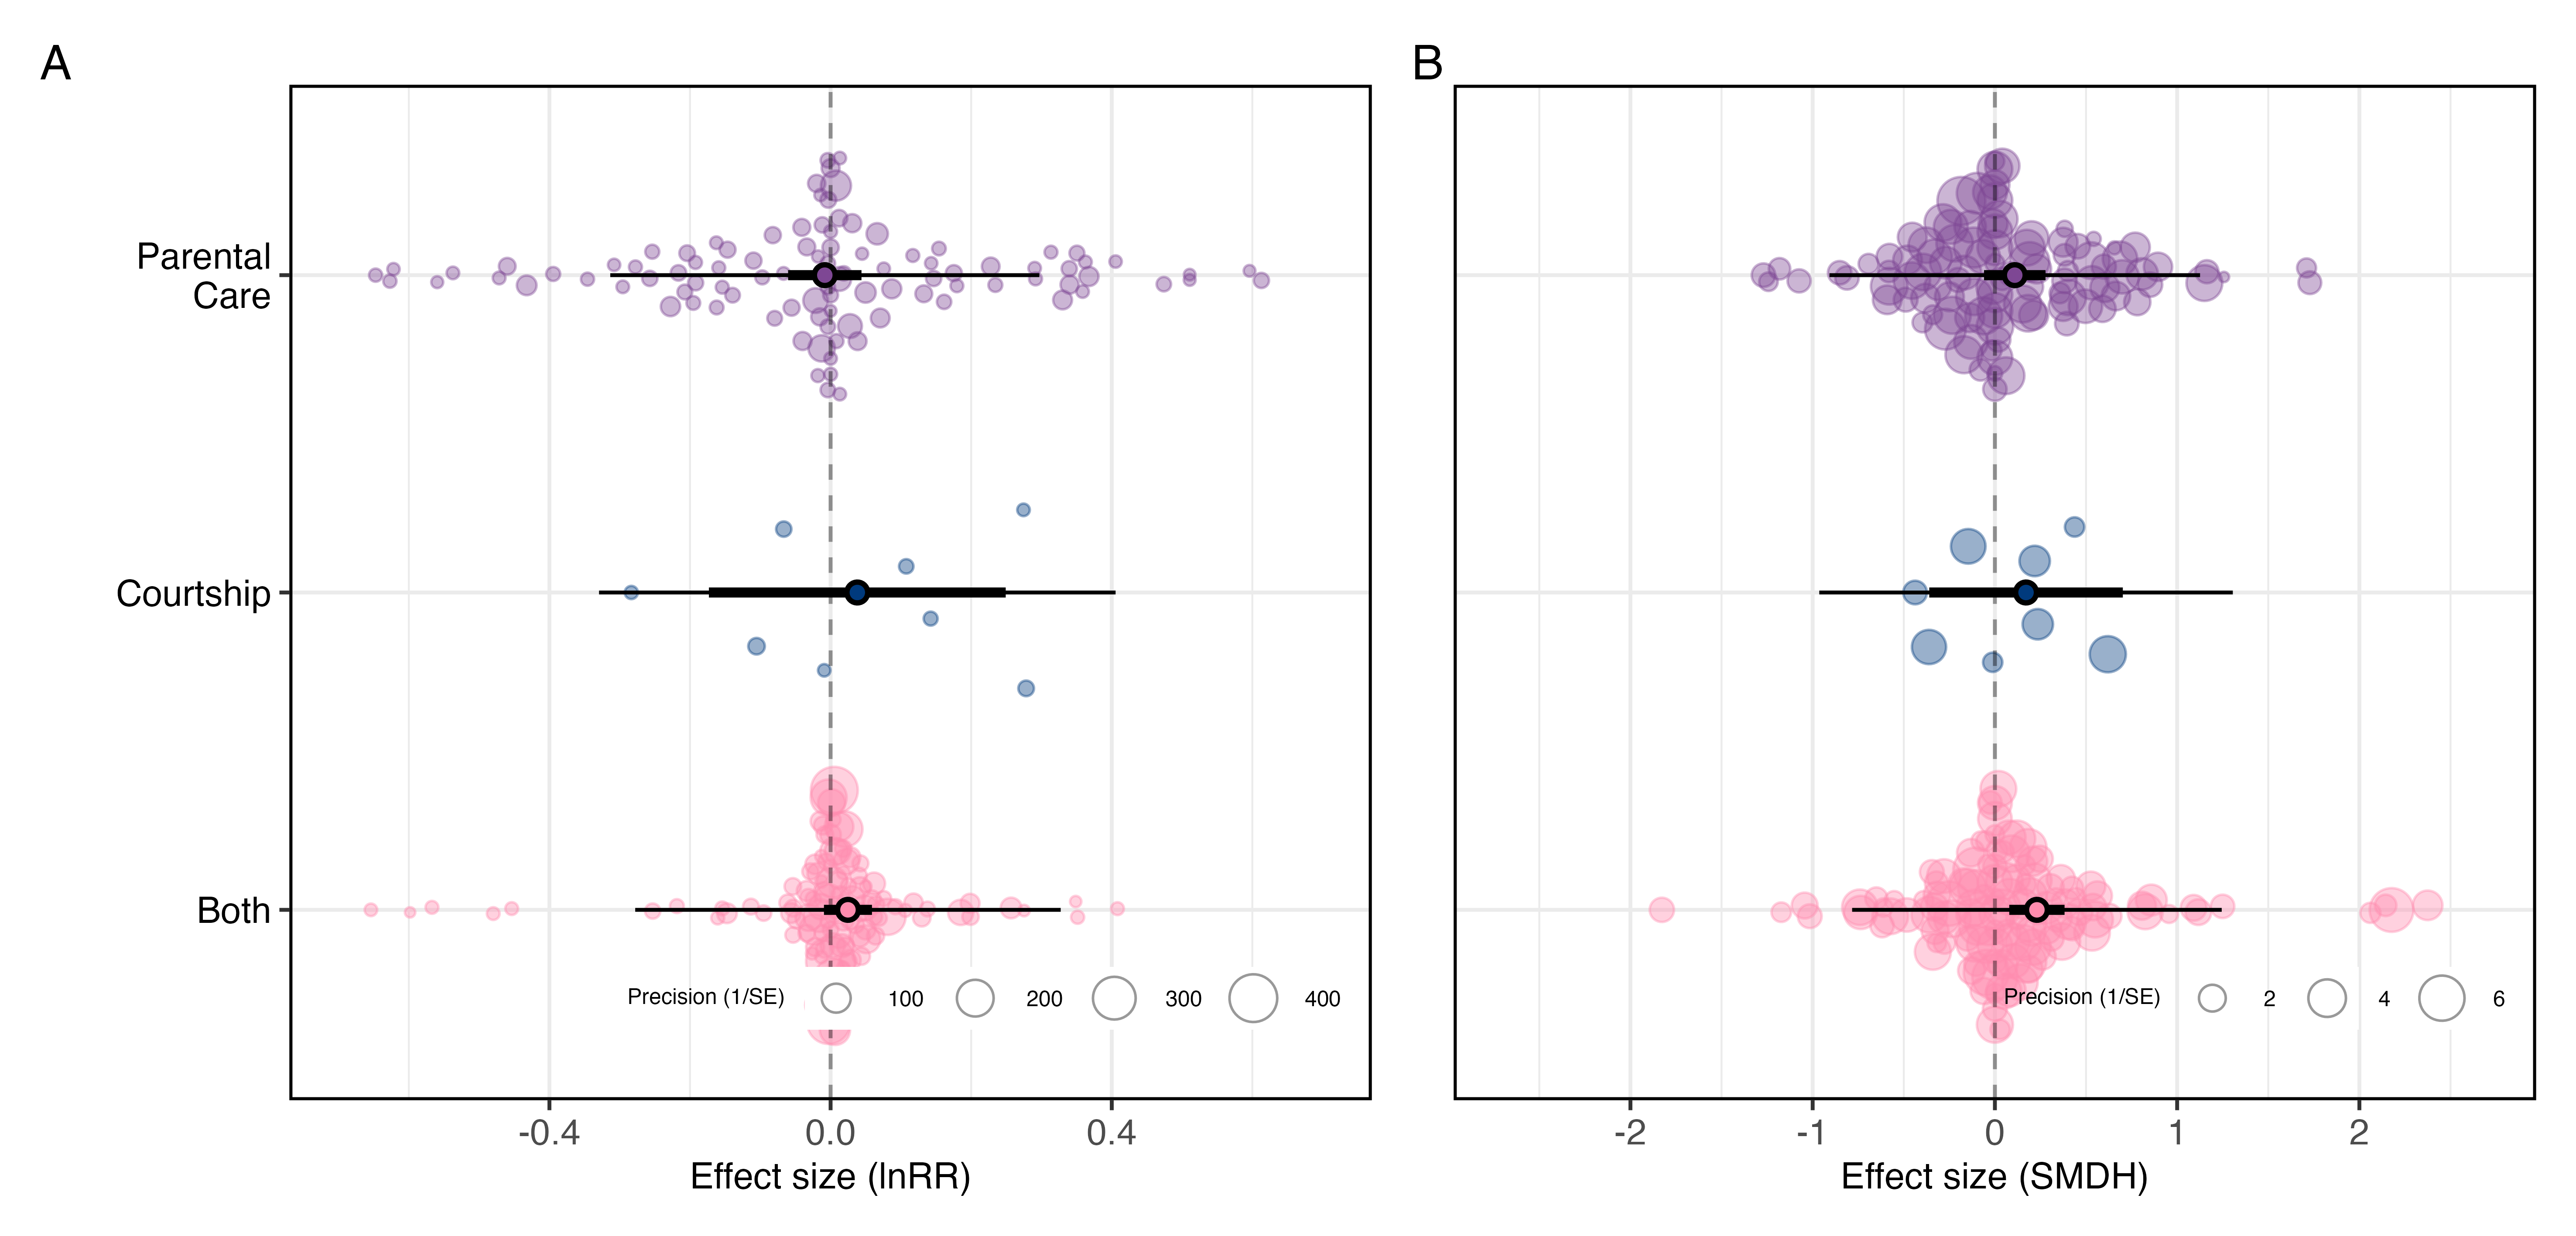 A
Parental
Care
Courtship
Both
Precision (1/SE) 100 200 300 400
-0.4 0.0 0.4
Effect size (lnRR)
B
Precision (1/SE) 2 4 6
-2 -1 0 1 2
Effect size (SMDH)